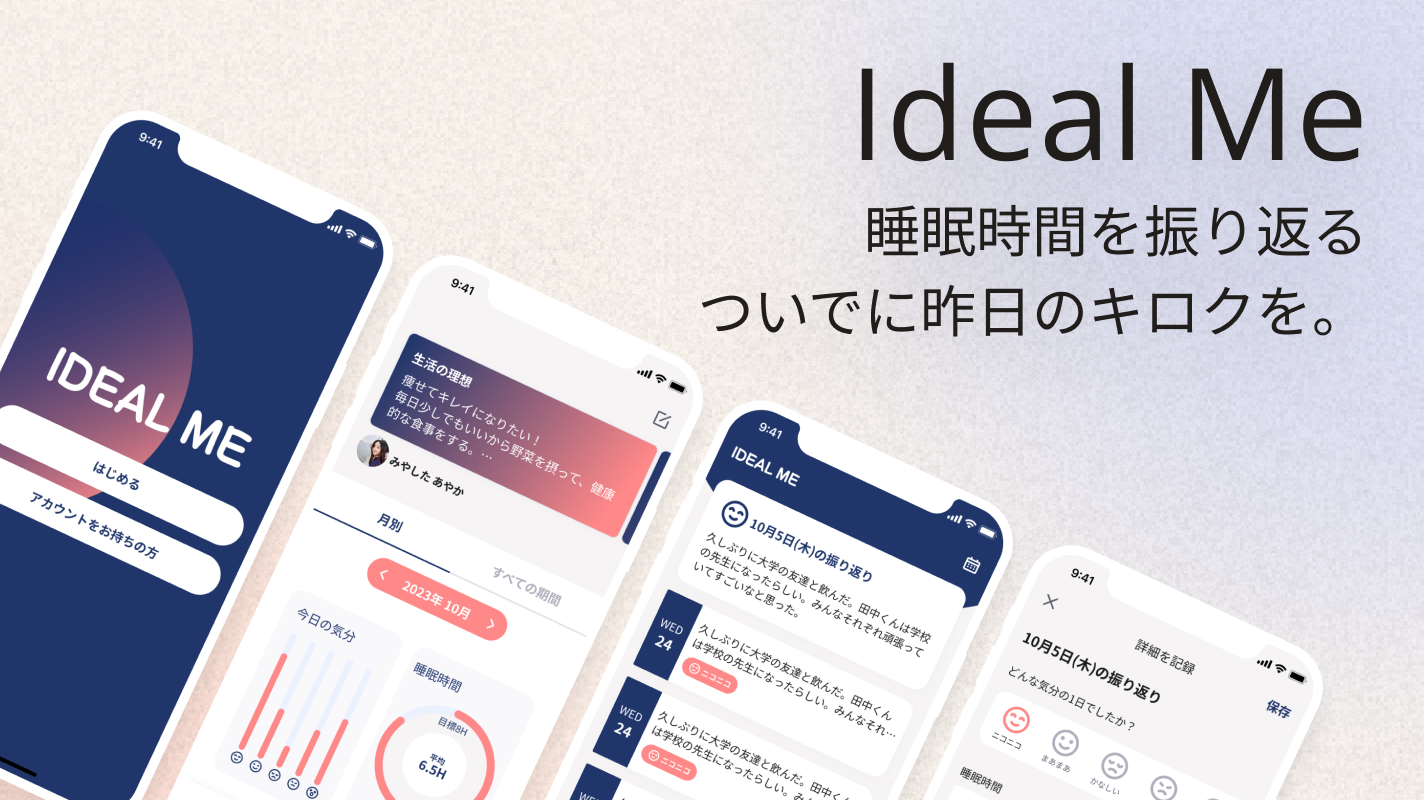 Ideal Me
睡眠時間を振り返る
ついでに昨日のキロクを。
9:41
IDEAL ME
はじめる
アカウントをお持ちの方
9:41
生活の理想
痩せてキレイになりたい！
毎日少しでもいいから野菜を摂って、健康
的な食事をする。…
みやした あやか
月別
すべての期間
2023年 10月
今日の気分
睡眠時間
目標8H
平均
6.5H
9:41
IDEAL ME
10月5日(木)の振り返り
久しぶりに大学の友達と飲んだ。田中くんは学校
の先生になったらしい。みんなそれぞれ頑張って
いてすごいなと思った。
WED
24
久しぶりに大学の友達と飲んだ。田中くん
は学校の先生になったらしい。みんなそれ…
ニコニコ
WED
24
久しぶりに大学の友達と飲んだ。田中くん
は学校の先生になったらしい。みん
ニコニコ
WED
9:41
詳細を記録
保存
10月5日(木)の振り返り
どんな気分の1日でしたか？
ニコニコ
まあまあ
かなしい
睡眠時間